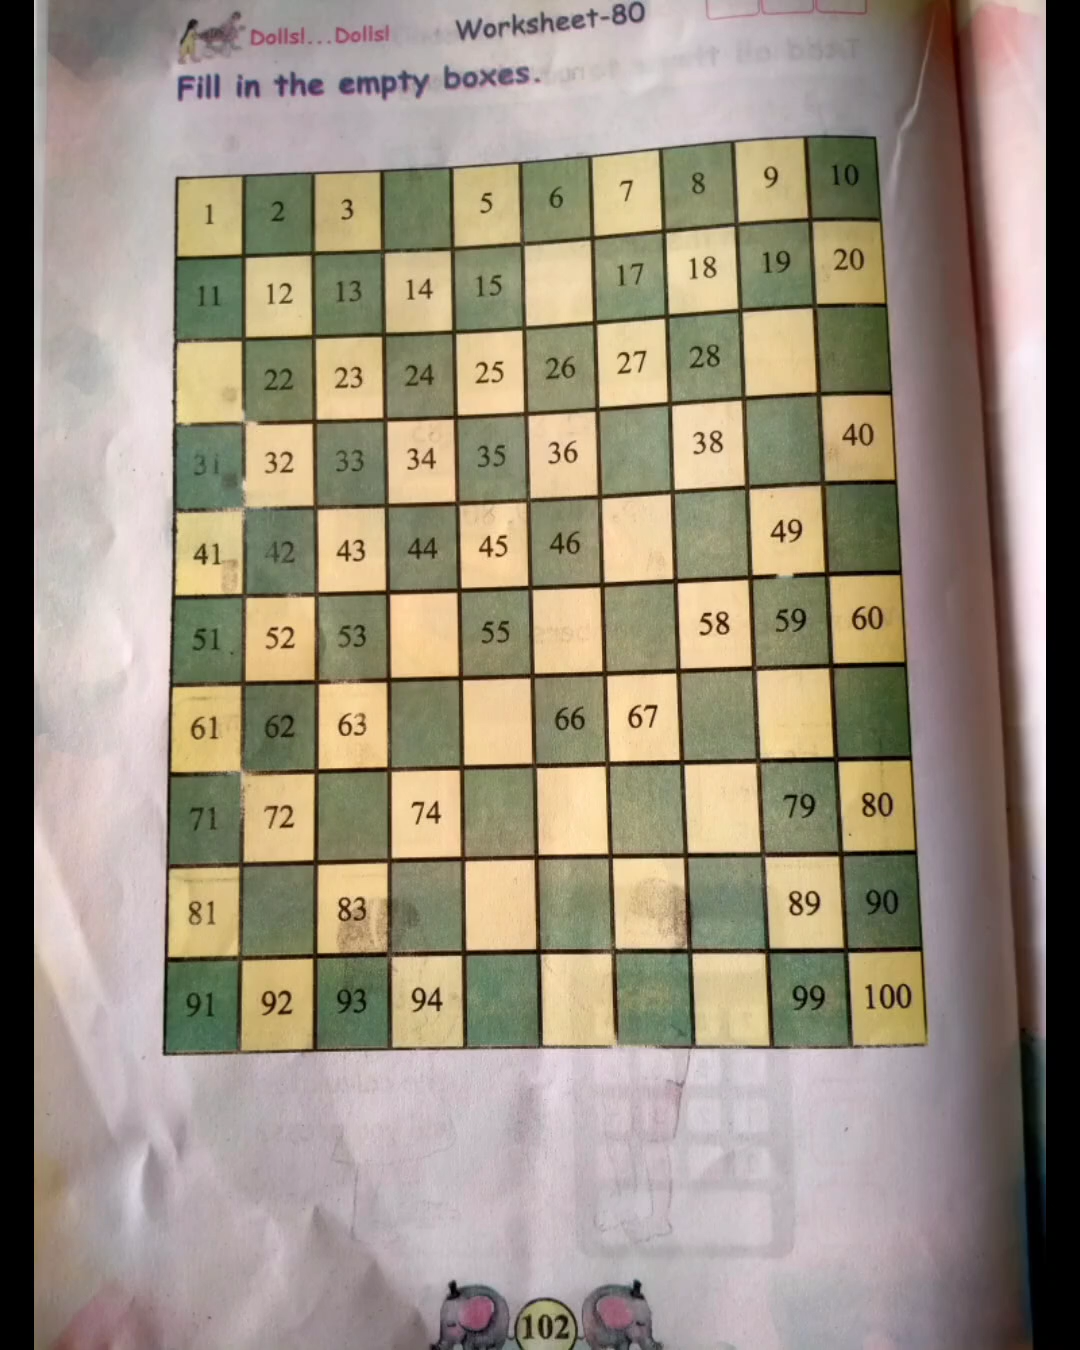 Dolls!...Dolls!
Worksheet-80
Fill in the empty boxes.
1 2 3 5 6 7 8 9 10
11 12 13 14 15 17 18 19 20
22 23 24 25 26 27 28
31 32 33 34 35 36 38 40
41 42 43 44 45 46 49
51 52 53 55 58 59 60
61 62 63 66 67
71 72 74 79 80
81 83 89 90
91 92 93 94 99 100
102